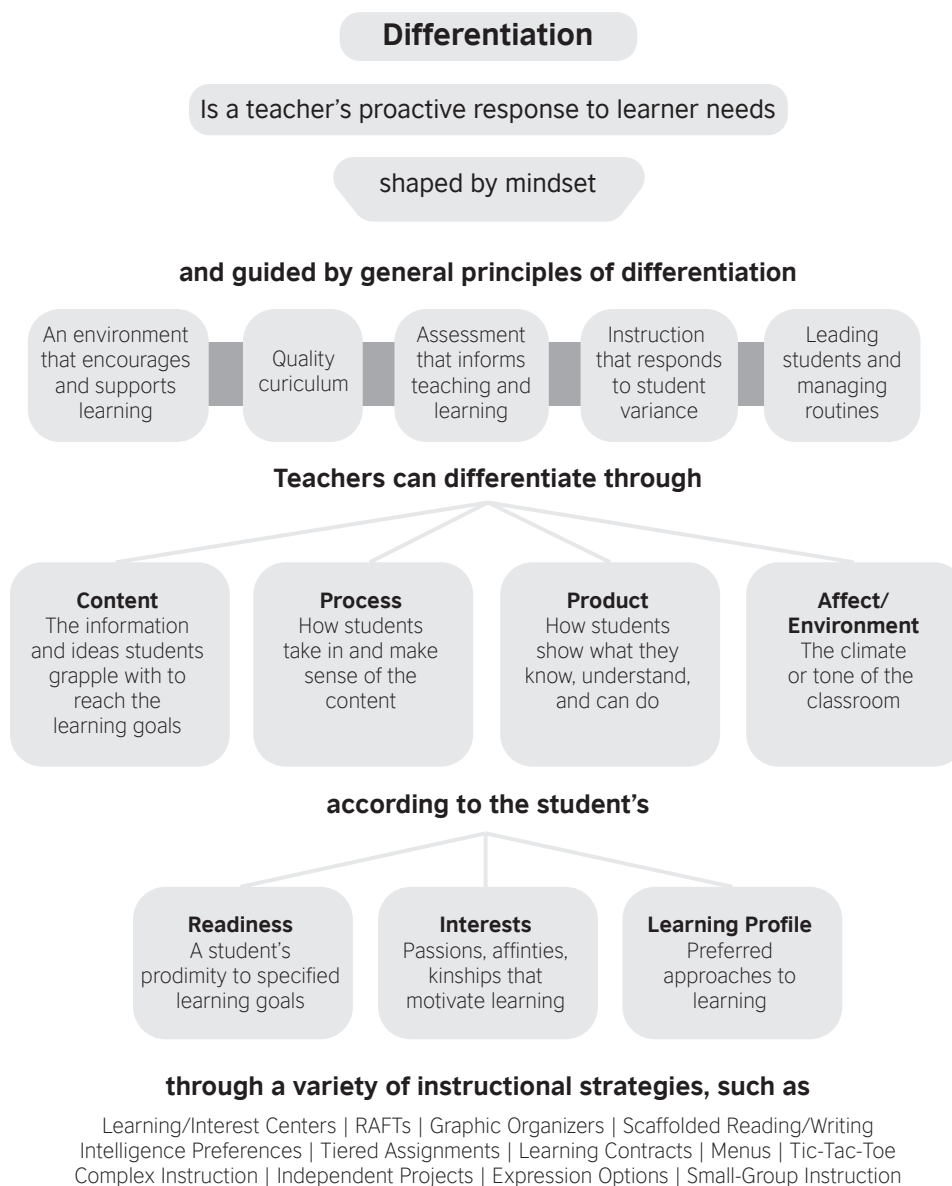 Differentiation
Is a teacher’s proactive response to learner needs
shaped by mindset
and guided by general principles of differentiation
An environment
that encourages
and supports
learning
Quality
curiculum
Assessment
that informs
teaching and
learning
Instruction
that responds
to student
variance
Leading
students and
managing
routines
Teachers can differentiate through
Content
The information
and ideas students
grapple with to
reach the
learning goals
Process
How students
take in and make
sense of the
content
Product
How students
show what they
know, understand,
and can do
Affect/
Environment
The climate
or tone of the
classroom
according to the student’s
Readiness
A student’s
prodimity to specified
learning goals
Interests
Passions, affinties,
kinships that
motivate learning
Learning Profile
Preferred
approaches to
learning
through a variety of instructional strategies, such as
Learning/Interest Centers | RAFTs | Graphic Organizers | Scaffolded Reading/Writing
Intelligence Preferences | Tiered Assignments | Learning Contracts | Menus | Tic-Tac-Toe
Complex Instruction | Independent Projects | Expression Options | Small-Group Instruction